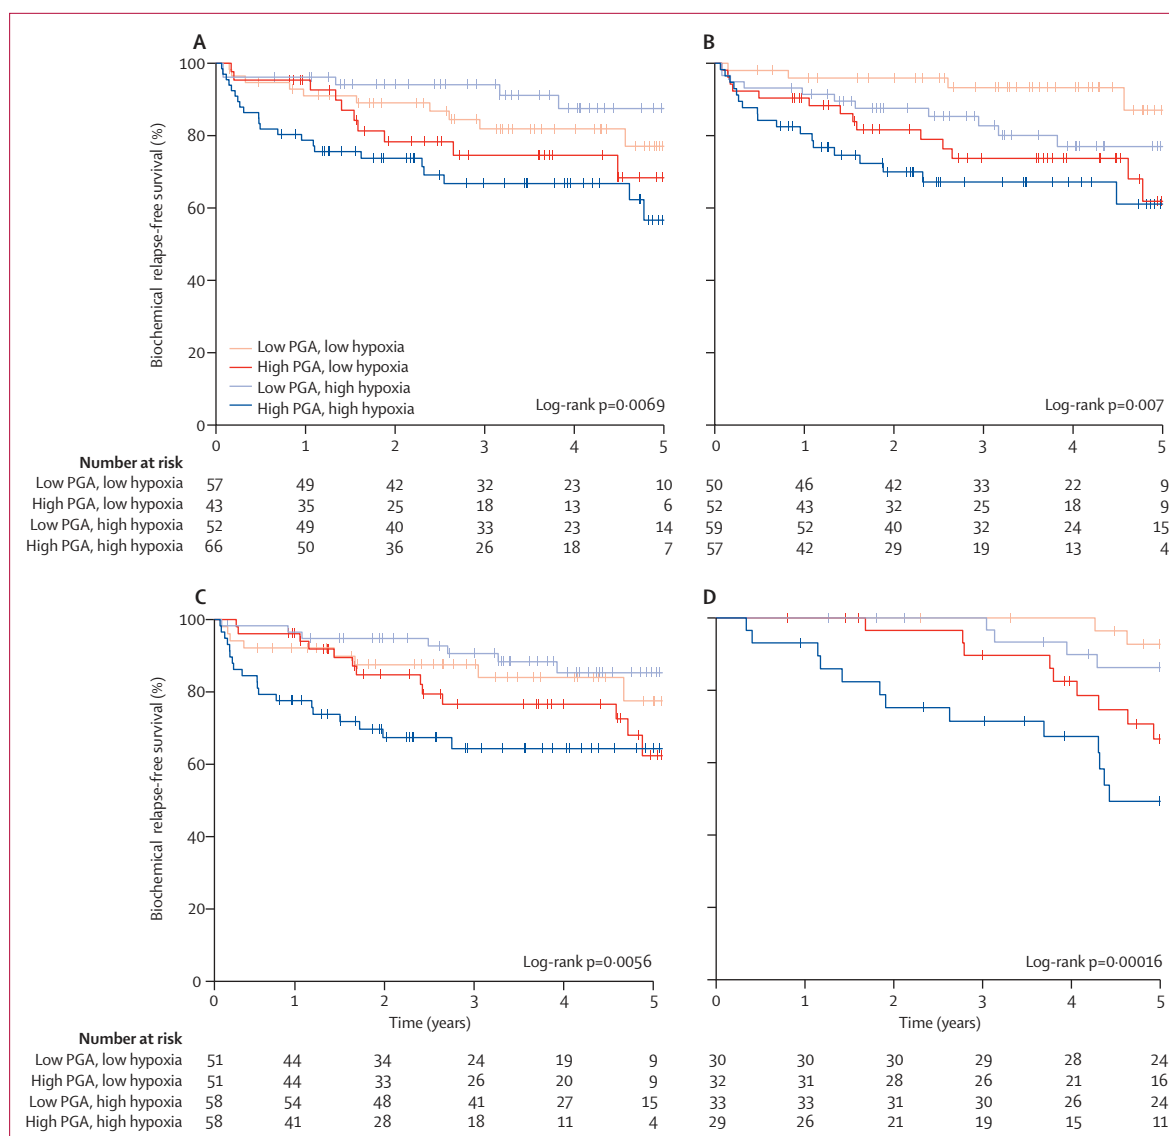 A
B
Biochemical relapse-free survival (%)
100
80
60
40
20
0
Low PGA, low hypoxia
High PGA, low hypoxia
Low PGA, high hypoxia
High PGA, high hypoxia
Log-rank p=0·0069
Log-rank p=0·007
0 1 2 3 4 5
0 1 2 3 4 5
Number at risk
Low PGA, low hypoxia 57 49 42 32 23 10 50 46 42 33 22 9
High PGA, low hypoxia 43 35 25 18 13 6 52 43 32 25 18 9
Low PGA, high hypoxia 52 49 40 33 23 14 59 52 40 32 24 15
High PGA, high hypoxia 66 50 36 26 18 7 57 42 29 19 13 4
C
D
Biochemical relapse-free survival (%)
100
80
60
40
20
0
Log-rank p=0·0056
Log-rank p=0·00016
0 1 2 3 4 5
0 1 2 3 4 5
Time (years)
Time (years)
Number at risk
Low PGA, low hypoxia 51 44 34 24 19 9 30 30 30 29 28 24
High PGA, low hypoxia 51 44 33 26 20 9 32 31 28 26 21 16
Low PGA, high hypoxia 58 54 48 41 27 15 33 33 31 30 26 24
High PGA, high hypoxia 58 41 28 18 11 4 29 26 21 19 15 11